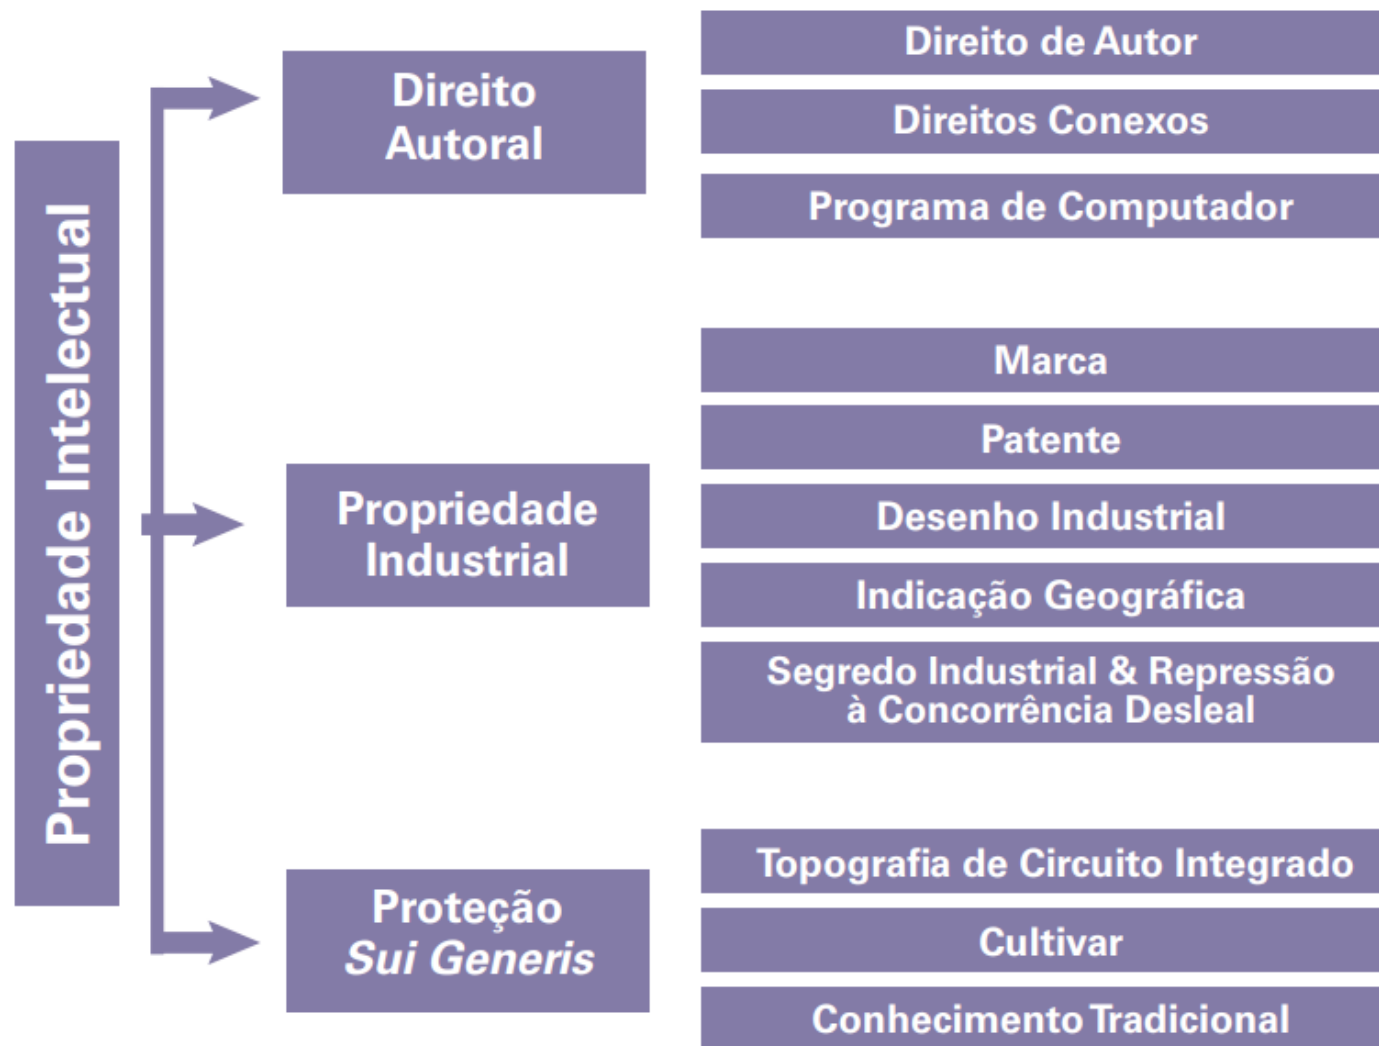 Propriedade Intelectual
Direito
Autoral
Direito de Autor
Direitos Conexos
Programa de Computador
Propriedade
Industrial
Marca
Patente
Desenho Industrial
Indicação Geográfica
Segredo Industrial & Repressão
à Concorrência Desleal
Proteção
Sui Generis
Topografia de Circuito Integrado
Cultivar
Conhecimento Tradicional